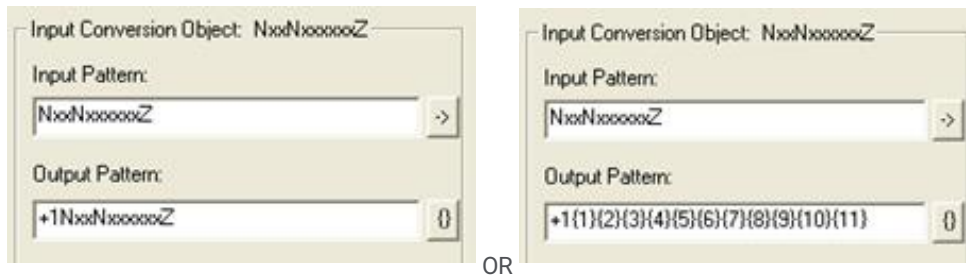 Input Conversion Object: NxxNxxxxxxZ
Input Pattern:
NxxNxxxxxxZ
->
Output Pattern:
+1NxxNxxxxxxZ
{}
OR
Input Conversion Object: NxxNxxxxxxZ
Input Pattern:
NxxNxxxxxxZ
->
Output Pattern:
+1{1}{2}{3}{4}{5}{6}{7}{8}{9}{10}{11}
{}